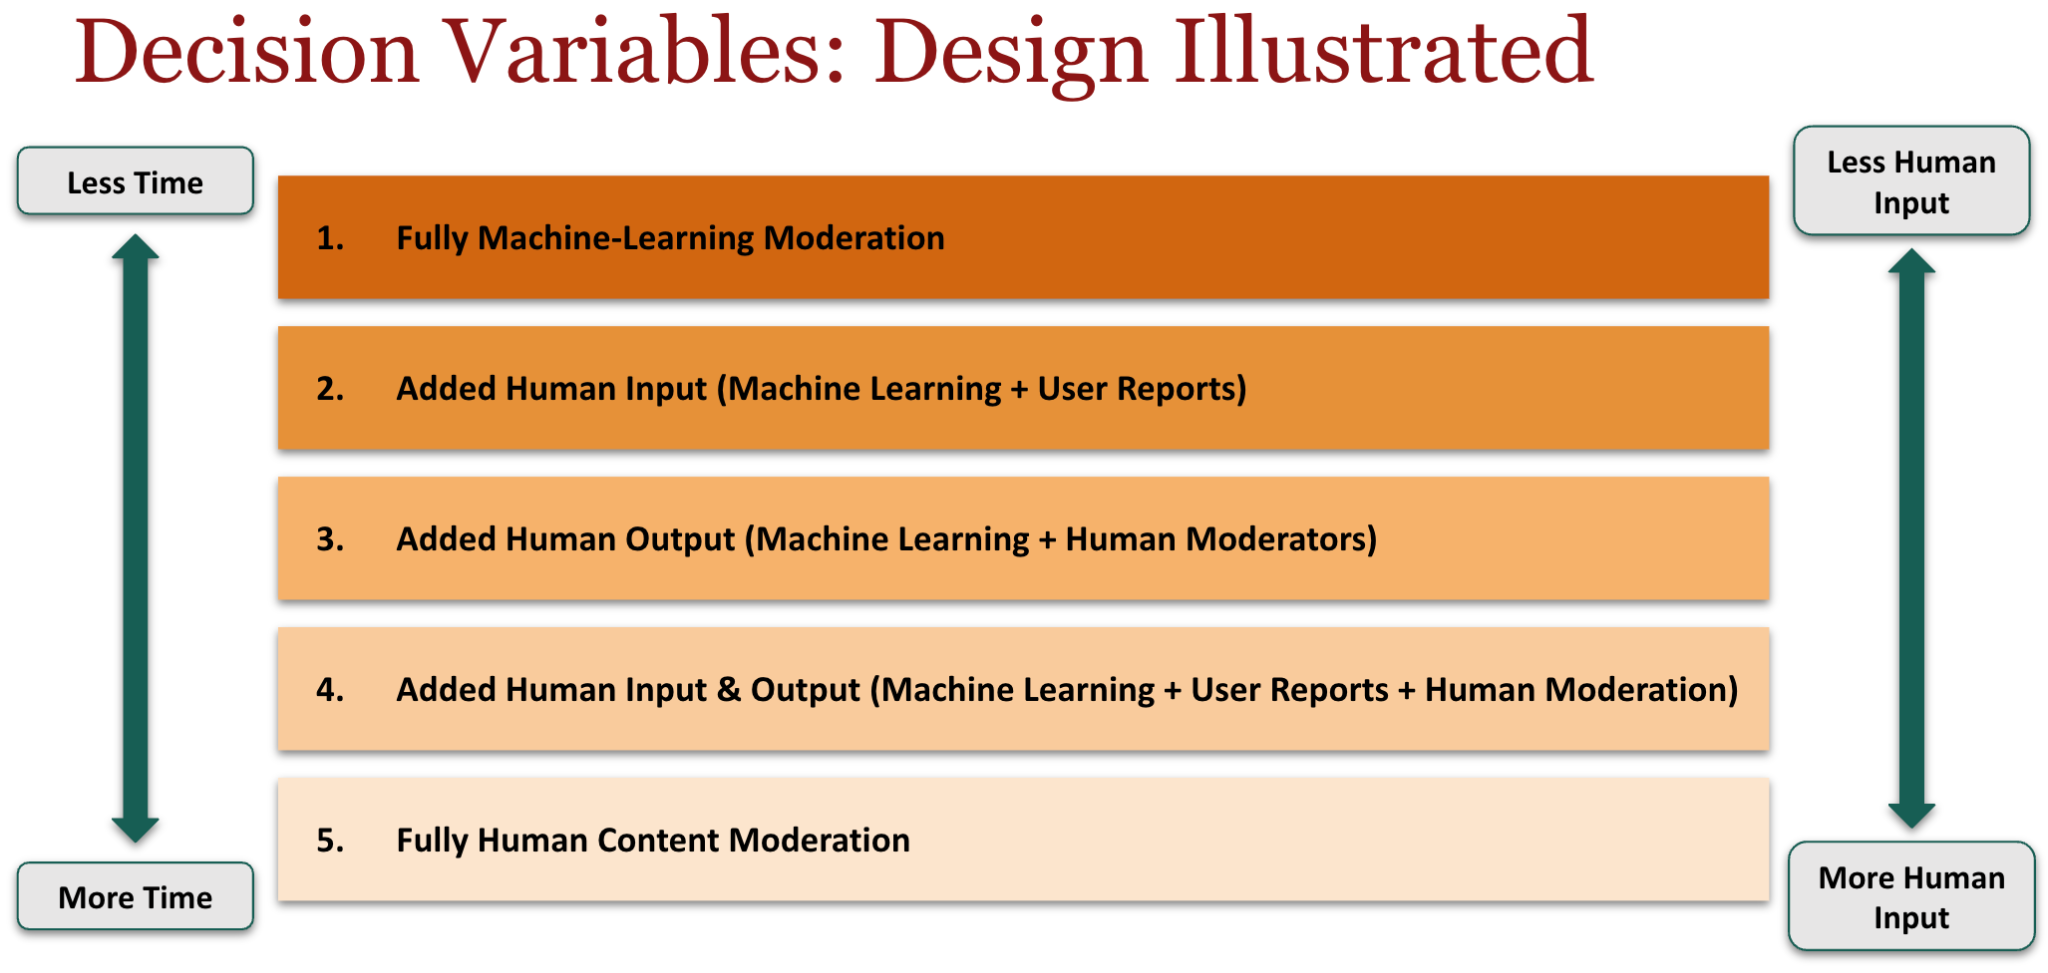 Decision Variables: Design Illustrated
Less Time
Less Human
Input
1. Fully Machine-Learning Moderation
2. Added Human Input (Machine Learning + User Reports)
3. Added Human Output (Machine Learning + Human Moderators)
4. Added Human Input & Output (Machine Learning + User Reports + Human Moderation)
5. Fully Human Content Moderation
More Time
More Human
Input